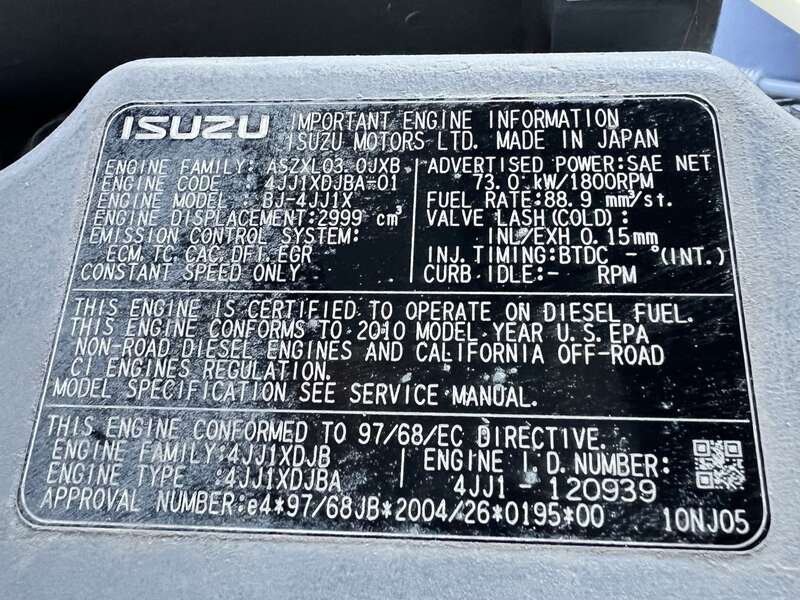 ISUZU IMPORTANT ENGINE INFORMATION
ISUZU MOTORS LTD. MADE IN JAPAN
ENGINE FAMILY: ASZXL03.0JXB
ENGINE CODE : 4JJ1XDJBA-01
ENGINE MODEL : BJ-4JJ1X
ENGINE DISPLACEMENT:2999 cm³
EMISSION CONTROL SYSTEM:
ECM,TC,CAC,DFI,EGR
CONSTANT SPEED ONLY
ADVERTISED POWER:SAE NET
73.0 kW/1800RPM
FUEL RATE:88.9 mm³/st.
VALVE LASH(COLD):
INL/EXH 0.15mm
INJ.TIMING:BTDC -°(INT.)
CURB IDLE:- RPM
THIS ENGINE IS CERTIFIED TO OPERATE ON DIESEL FUEL.
THIS ENGINE CONFORMS TO 2010 MODEL YEAR U.S.EPA
NON-ROAD DIESEL ENGINES AND CALIFORNIA OFF-ROAD
CI ENGINES REGULATION.
MODEL SPECIFICATION SEE SERVICE MANUAL.
THIS ENGINE CONFORMED TO 97/68/EC DIRECTIVE.
ENGINE FAMILY:4JJ1XDJB
ENGINE TYPE :4JJ1XDJBA
ENGINE I.D.NUMBER:
4JJ1 - 120939
APPROVAL NUMBER:e4*97/68JB*2004/26*0195*00
10NJ05